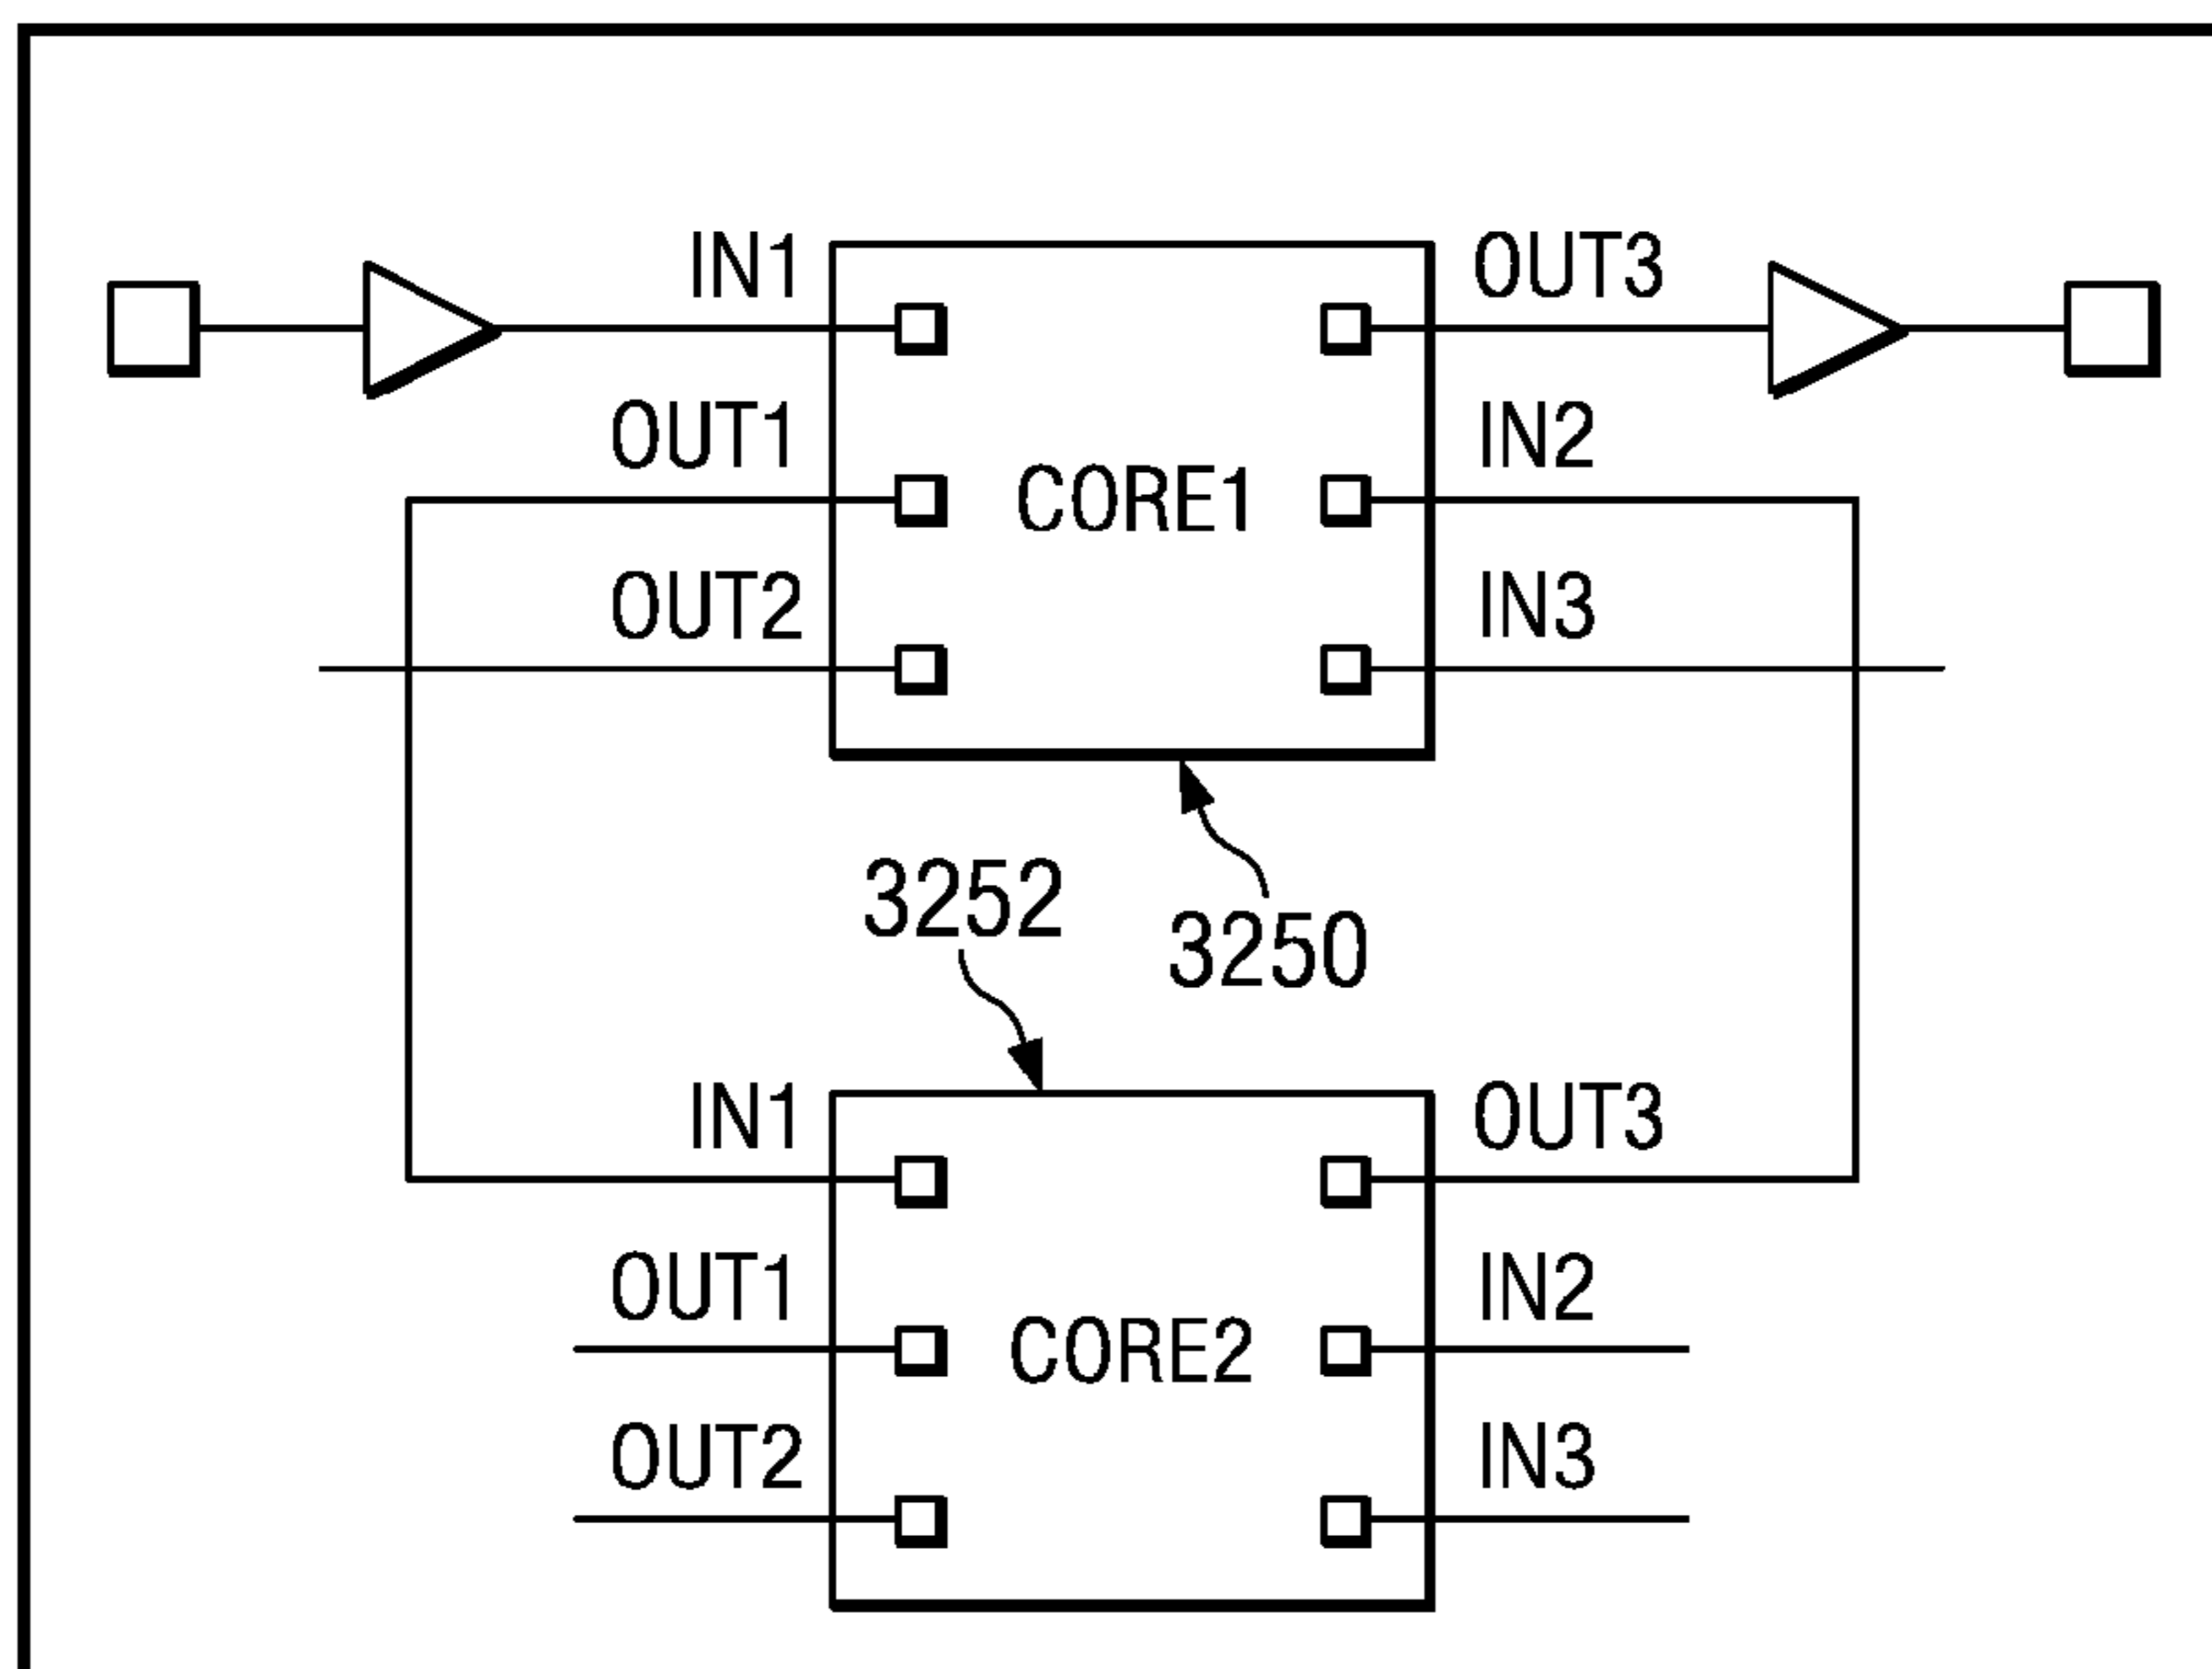 IN1 OUT3
OUT1 IN2
CORE1
OUT2 IN3
3252
3250
IN1 OUT3
OUT1 IN2
CORE2
OUT2 IN3